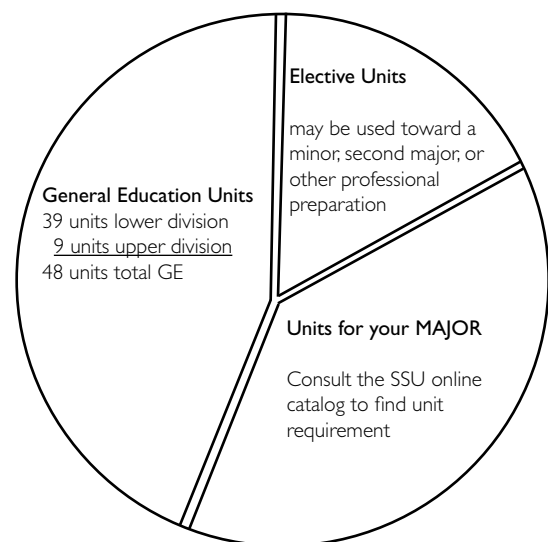 Elective Units
may be used toward a
minor, second major, or
other professional
preparation
General Education Units
39 units lower division
9 units upper division
48 units total GE
Units for your MAJOR
Consult the SSU online
catalog to find unit
requirement